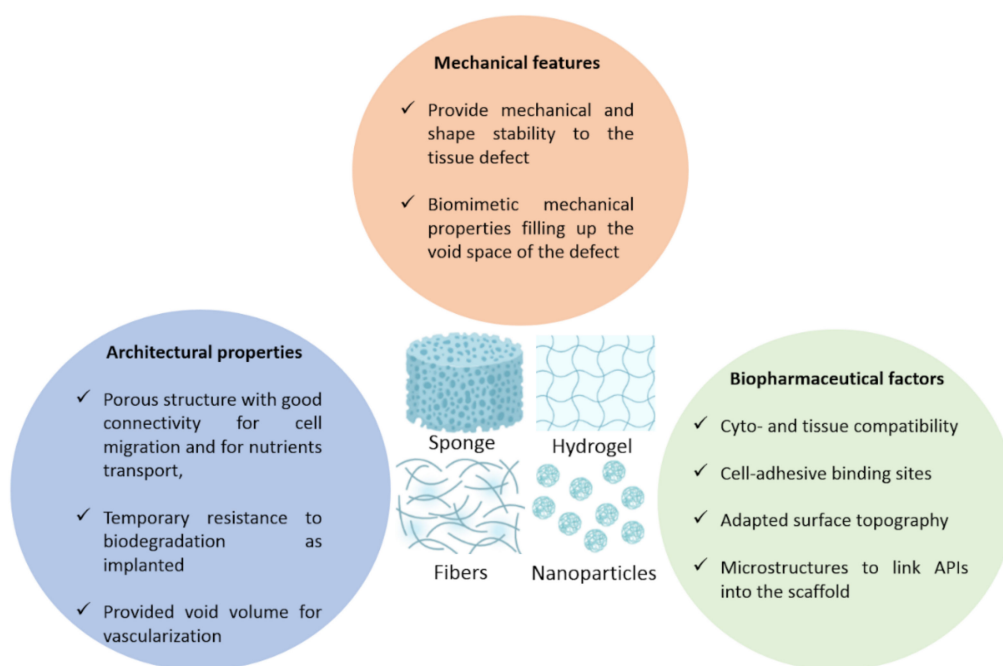 Mechanical features
✓ Provide mechanical and
shape stability to the
tissue defect
✓ Biomimetic mechanical
properties filling up the
void space of the defect
Architectural properties
✓ Porous structure with good
connectivity for cell
migration and for nutrients
transport,
✓ Temporary resistance to
biodegradation as
implanted
✓ Provided void volume for
vascularization
Sponge
Hydrogel
Fibers
Nanoparticles
Biopharmaceutical factors
✓ Cyto- and tissue compatibility
✓ Cell-adhesive binding sites
✓ Adapted surface topography
✓ Microstructures to link APIs
into the scaffold